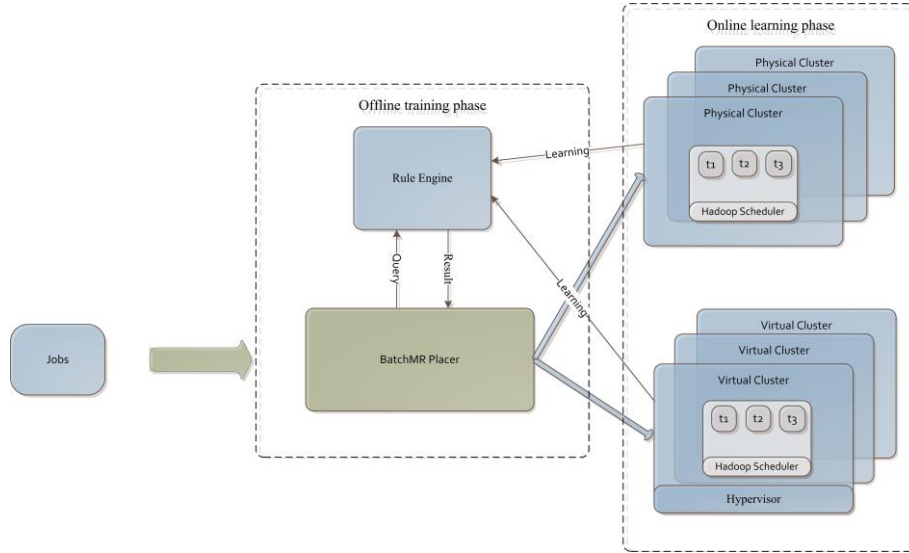 Online learning phase
Physical Cluster
Physical Cluster
Physical Cluster
t1 t2 t3
Hadoop Scheduler
Offline training phase
Rule Engine
Learning
Query
Result
Learning
Jobs
BatchMR Placer
Virtual Cluster
Virtual Cluster
Virtual Cluster
t1 t2 t3
Hadoop Scheduler
Hypervisor